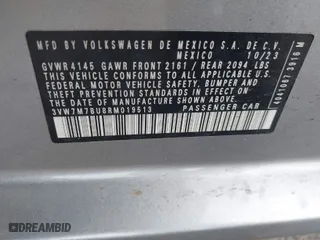 MFD BY VOLKSWAGEN DE MEXICO S.A. DE C.V.
MEXICO 10/23
GVWR 4145 GAWR FRONT 2161 / REAR 2094 LBS
THIS VEHICLE CONFORMS TO ALL APPLICABLE U.S.
FEDERAL MOTOR VEHICLE SAFETY,
BUMPER, AND THEFT PREVENTION STANDARDS
IN EFFECT ON THE DATE OF MANUFACTURE
SHOWN ABOVE.
3VW7M7BU8RM019513 PASSENGER CAR
4041067 3916 M
DREAMBID